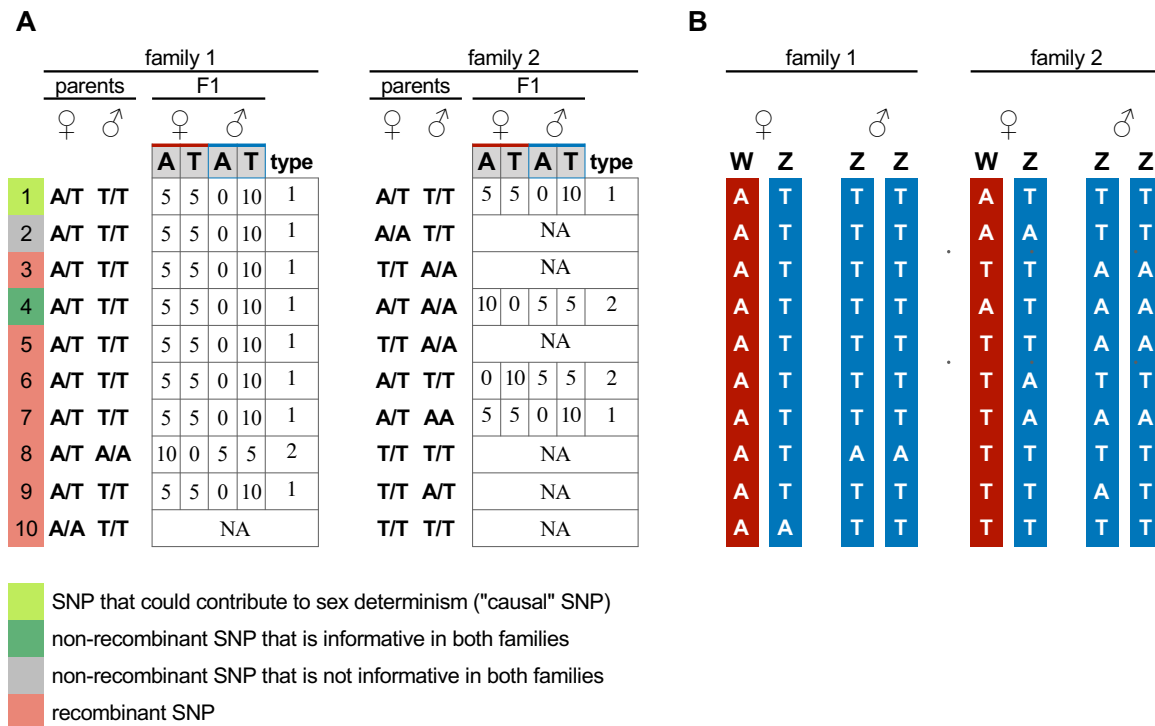 A B
family 1 family 2 family 1 family 2
parents F1 parents F1
♀ ♂ ♀ ♂ ♀ ♂ ♀ ♂ ♀ ♂ ♀ ♂
A T A T type A T A T type W Z Z Z W Z Z Z
1 A/T T/T 5 5 0 10 1 A/T T/T 5 5 0 10 1 A T T T A T T T
2 A/T T/T 5 5 0 10 1 A/A T/T NA A T T T A A T T
3 A/T T/T 5 5 0 10 1 T/T A/A NA A T T T T T A A
4 A/T T/T 5 5 0 10 1 A/T A/A 10 0 5 5 2 A T T T A T A A
5 A/T T/T 5 5 0 10 1 T/T A/A NA A T T T T T A A
6 A/T T/T 5 5 0 10 1 A/T T/T 0 10 5 5 2 A T T T T A T T
7 A/T T/T 5 5 0 10 1 A/T AA 5 5 0 10 1 A T T T T A A A
8 A/T A/A 10 0 5 5 2 T/T T/T NA A T A A T T T T
9 A/T T/T 5 5 0 10 1 T/T A/T NA A T T T T T A T
10 A/A T/T NA T/T T/T NA A A T T T T T T
SNP that could contribute to sex determinism ("causal" SNP)
non-recombinant SNP that is informative in both families
non-recombinant SNP that is not informative in both families
recombinant SNP